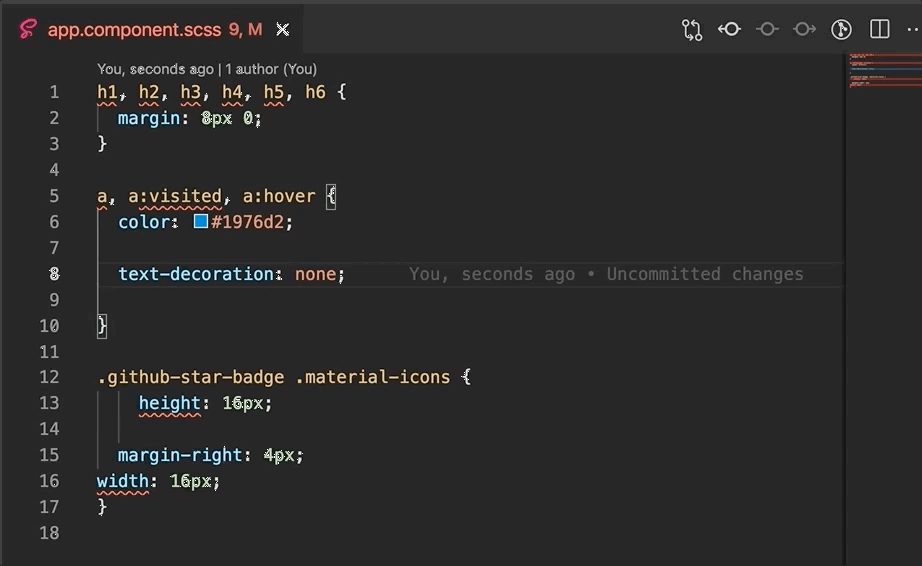 app.component.scss 9, M
You, seconds ago | 1 author (You)
1 h1, h2, h3, h4, h5, h6 {
2 margin: 8px 0;
3 }
4
5 a, a:visited, a:hover {
6 color: #1976d2;
7
8 text-decoration: none; You, seconds ago • Uncommitted changes
9
10 }
11
12 .github-star-badge .material-icons {
13 height: 16px;
14
15 margin-right: 4px;
16 width: 16px;
17 }
18